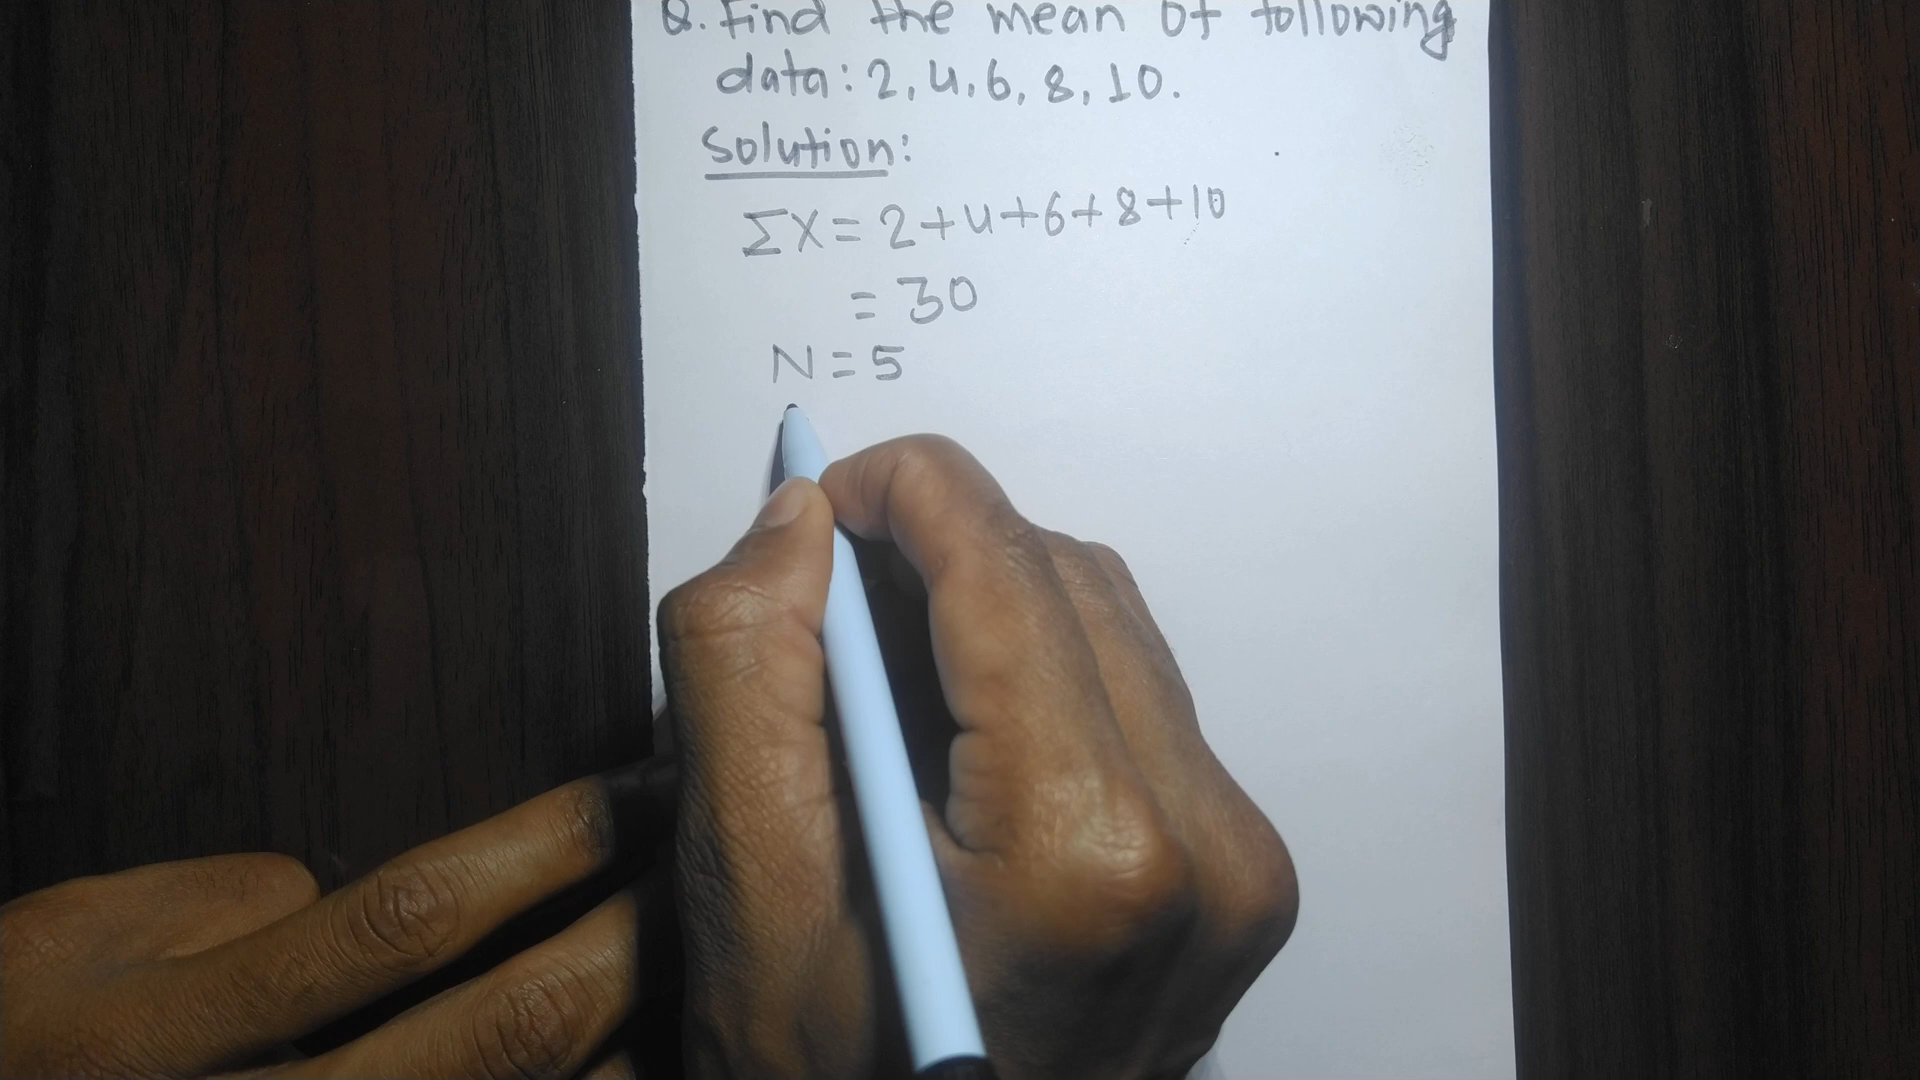 Q. Find the mean of following
data: 2, 4, 6, 8, 10.
Solution:
ΣX = 2+4+6+8+10
= 30
N = 5